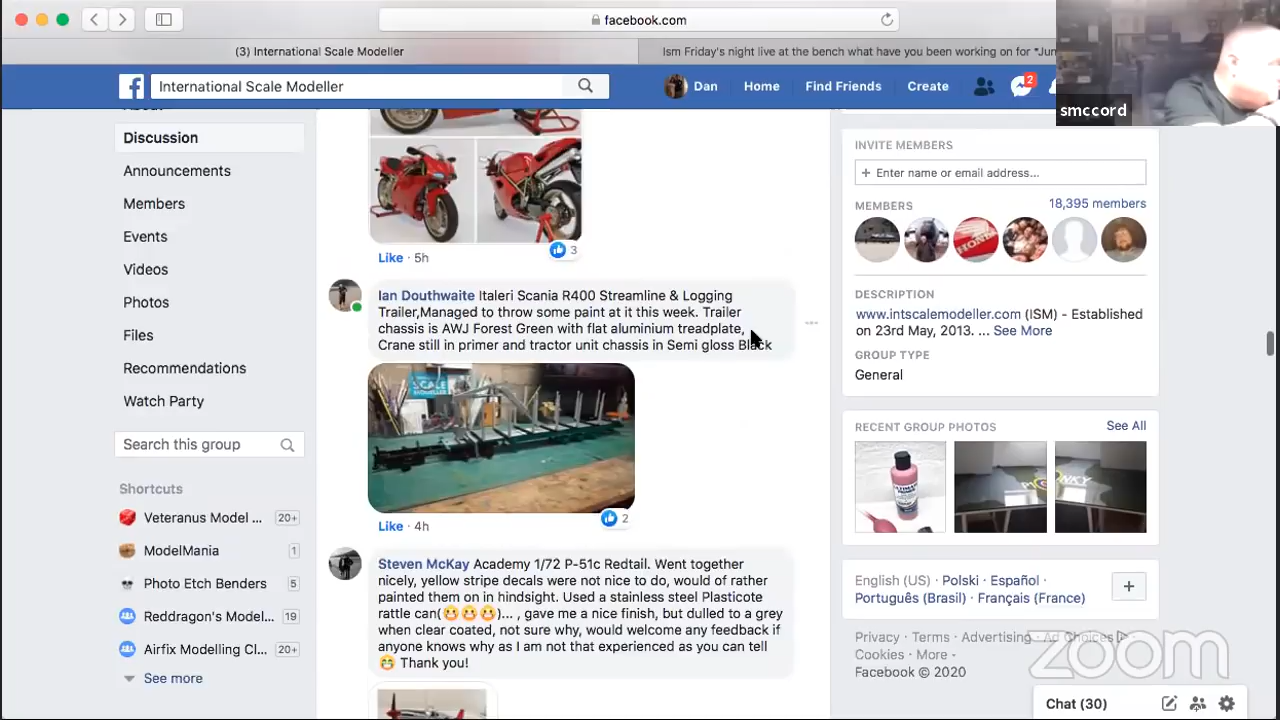 facebook.com
(3) International Scale Modeller
Ism Friday's night live at the bench what have you been working on for *Jun
smccord
International Scale Modeller
Dan
Home
Find Friends
Create
2
Discussion
Announcements
Members
Events
Videos
Photos
Files
Recommendations
Watch Party
Search this group
Shortcuts
Veteranus Model ...
20+
ModelMania
1
Photo Etch Benders
5
Reddragon's Model...
19
Airfix Modelling Cl...
20+
See more
3
Like · 5h
Ian Douthwaite Italeri Scania R400 Streamline & Logging
Trailer,Managed to throw some paint at it this week. Trailer
chassis is AWJ Forest Green with flat aluminium treadplate,
Crane still in primer and tractor unit chassis in Semi gloss Black
SCALE
MODELLER
2
Like · 4h
Steven McKay Academy 1/72 P-51c Redtail. Went together
nicely, yellow stripe decals were not nice to do, would of rather
painted them on in hindsight. Used a stainless steel Plasticote
rattle can(😬😬😬)... , gave me a nice finish, but dulled to a grey
when clear coated, not sure why, would welcome any feedback if
anyone knows why as I am not that experienced as you can tell
😁 Thank you!
INVITE MEMBERS
+ Enter name or email address...
MEMBERS
18,395 members
HONDA
DESCRIPTION
www.intscalemodeller.com (ISM) - Established
on 23rd May, 2013. ... See More
GROUP TYPE
General
RECENT GROUP PHOTOS
See All
ULTIMATE
English (US) · Polski · Español ·
Português (Brasil) · Français (France)
Privacy · Terms · Advertising · Ad Choices
Cookies · More
Facebook © 2020
zoom
Chat (30)